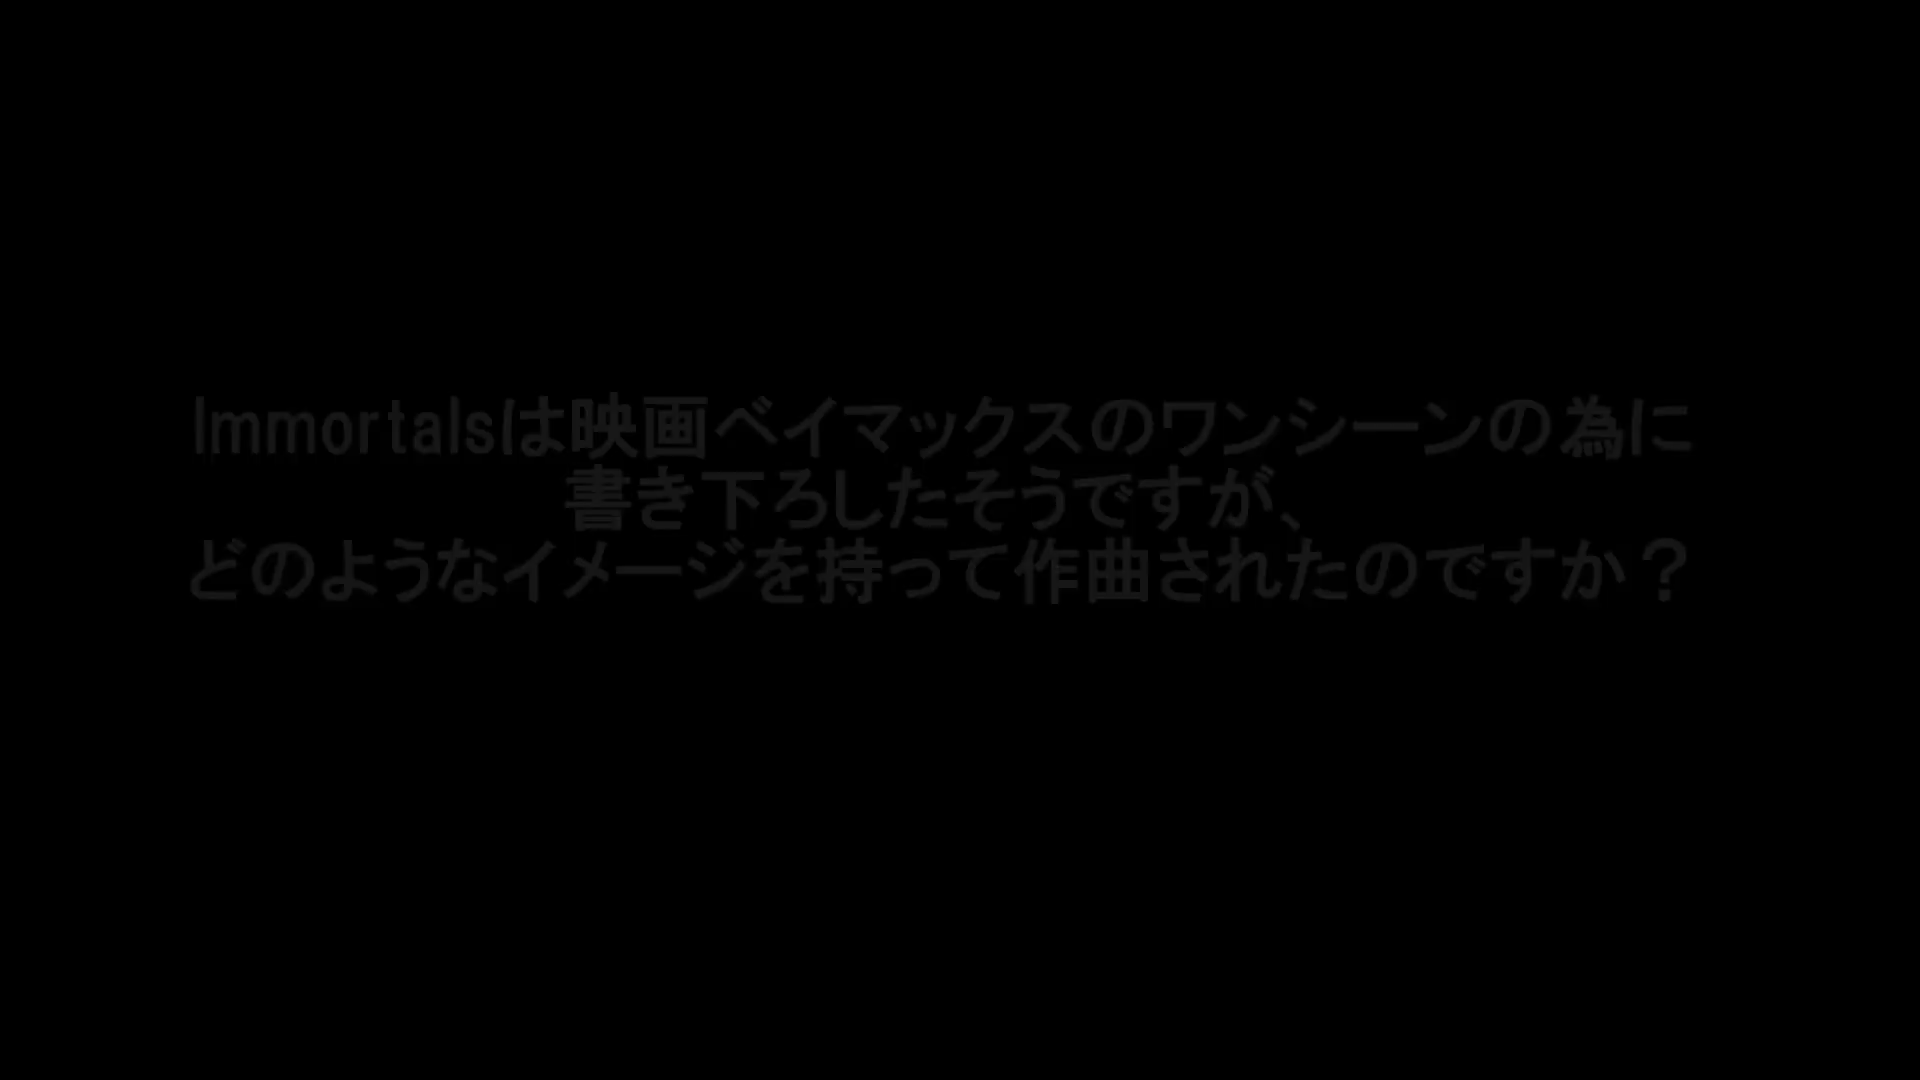 Immortalsは映画ベイマックスのワンシーンの為に
書き下ろしたそうですが、
どのようなイメージを持って作曲されたのですか？